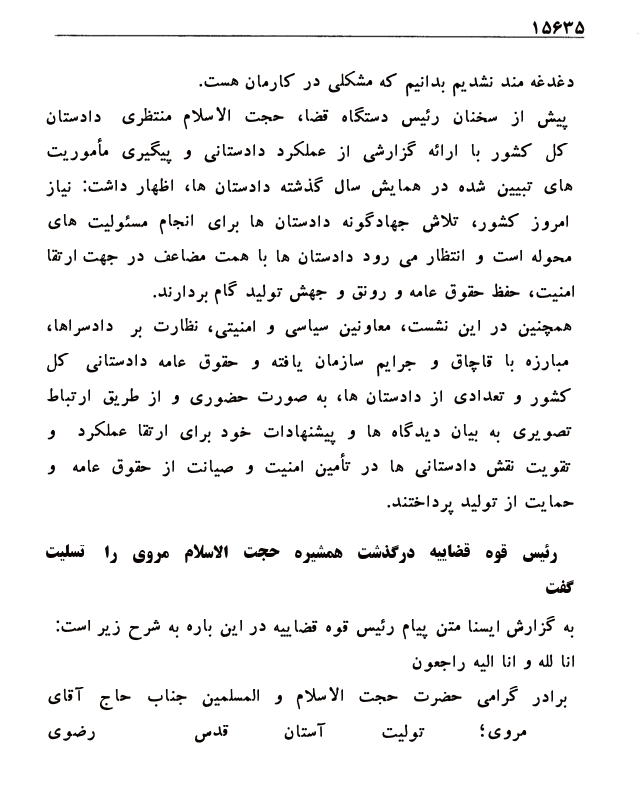 ۱۵۶۳۵
دغدغه مند نشدیم بدانیم که مشکلی در کارمان هست.
پیش از سخنان رئیس دستگاه قضا، حجت الاسلام منتظری دادستان
کل کشور با ارائه گزارشی از عملکرد دادستانی و پیگیری مأموریت
های تبیین شده در همایش سال گذشته دادستان ها، اظهار داشت: نیاز
امروز کشور، تلاش جهادگونه دادستان ها برای انجام مسئولیت های
محوله است و انتظار می رود دادستان ها با همت مضاعف در جهت ارتقا
امنیت، حفظ حقوق عامه و رونق و جهش تولید گام بردارند.
همچنین در این نشست، معاونین سیاسی و امنیتی، نظارت بر دادسراها،
مبارزه با قاچاق و جرایم سازمان یافته و حقوق عامه دادستانی کل
کشور و تعدادی از دادستان ها، به صورت حضوری و از طریق ارتباط
تصویری به بیان دیدگاه ها و پیشنهادات خود برای ارتقا عملکرد و
تقویت نقش دادستانی ها در تأمین امنیت و صیانت از حقوق عامه و
حمایت از تولید پرداختند.
رئیس قوه قضاییه درگذشت همشیره حجت الاسلام مروی را تسلیت
گفت
به گزارش ایسنا متن پیام رئیس قوه قضاییه در این باره به شرح زیر است:
انا لله و انا الیه راجعون
برادر گرامی حضرت حجت الاسلام و المسلمین جناب حاج آقای
مروی؛ تولیت آستان قدس رضوی